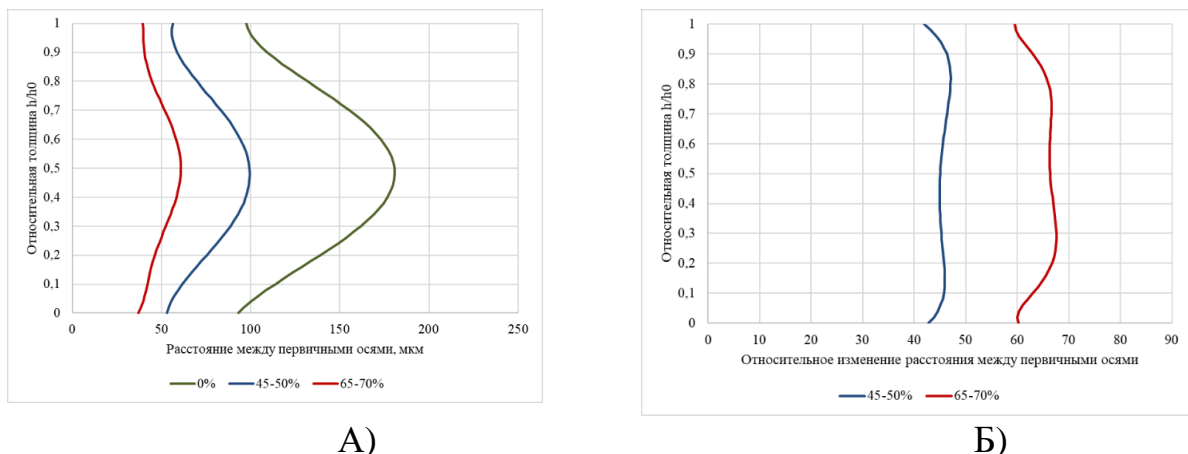 Относительная толщина h/h0
1
0,9
0,8
0,7
0,6
0,5
0,4
0,3
0,2
0,1
0
0 50 100 150 200 250
Расстояние между первичными осями, мкм
0% 45-50% 65-70%
А)
Относительная толщина h/h0
1
0,9
0,8
0,7
0,6
0,5
0,4
0,3
0,2
0,1
0
0 10 20 30 40 50 60 70 80 90
Относительное изменение расстояния между первичными осями
45-50% 65-70%
Б)